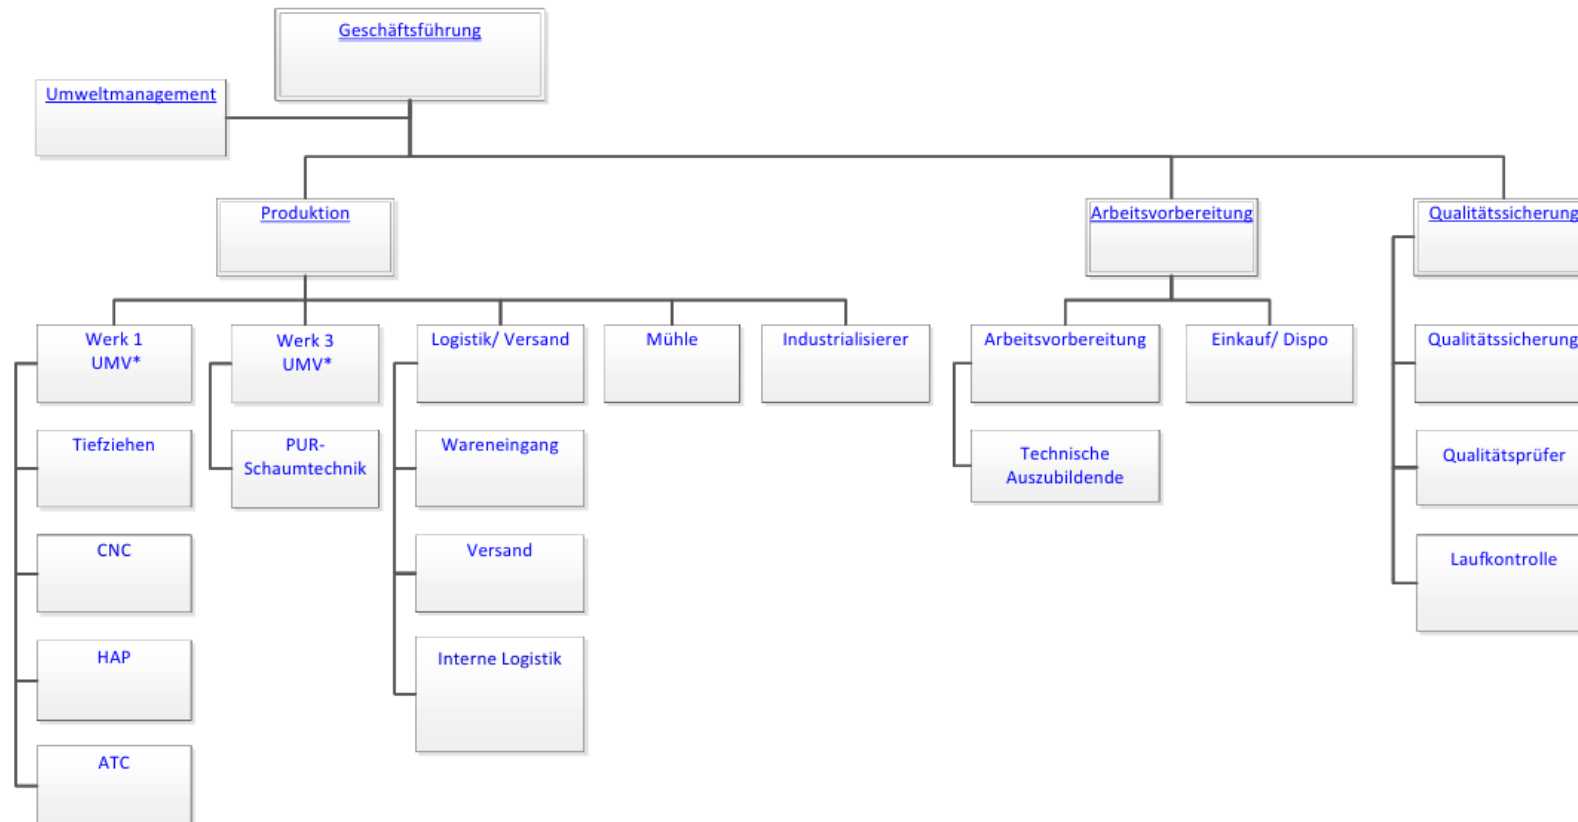 Geschäftsführung
Umweltmanagement
Produktion
Arbeitsvorbereitung
Qualitätssicherung
Werk 1
UMV*
Werk 3
UMV*
Logistik/ Versand
Mühle
Industrialisierer
Arbeitsvorbereitung
Einkauf/ Dispo
Qualitätssicherung
Tiefziehen
PUR-
Schaumtechnik
Wareneingang
Technische
Auszubildende
Qualitätsprüfer
CNC
Versand
Laufkontrolle
HAP
Interne Logistik
ATC